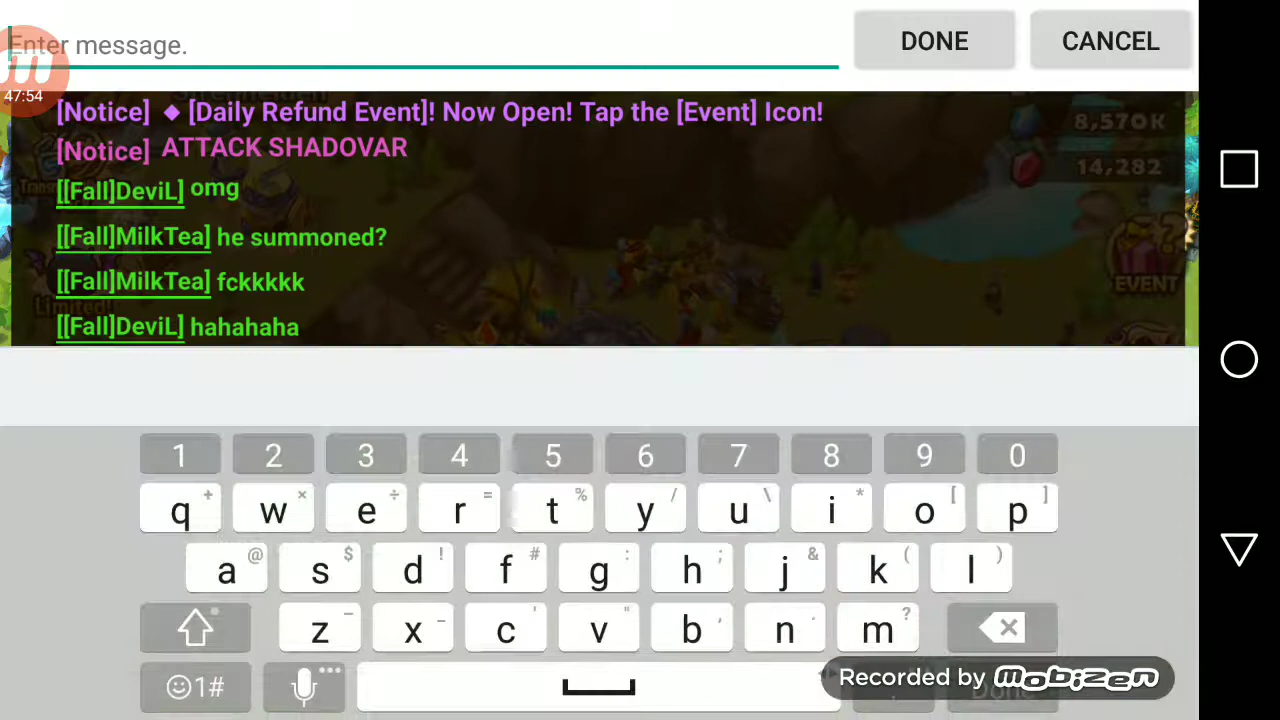 Enter message.
DONE
CANCEL
47:54
[Notice] ◆ [Daily Refund Event]! Now Open! Tap the [Event] Icon!
8,570K
[Notice] ATTACK SHADOVAR
14,282
[[Fall]DeviL] omg
[[Fall]MilkTea] he summoned?
[[Fall]MilkTea] fckkkkk
EVENT
Limited!
[[Fall]DeviL] hahahaha
1 2 3 4 5 6 7 8 9 0
q + w × e ÷ r = t % y / u \ i * o [ p ]
a @ s $ d ! f # g : h ; j & k ( l )
z x c ' v " b , n . m ?
1#
Recorded by mobizen
Done